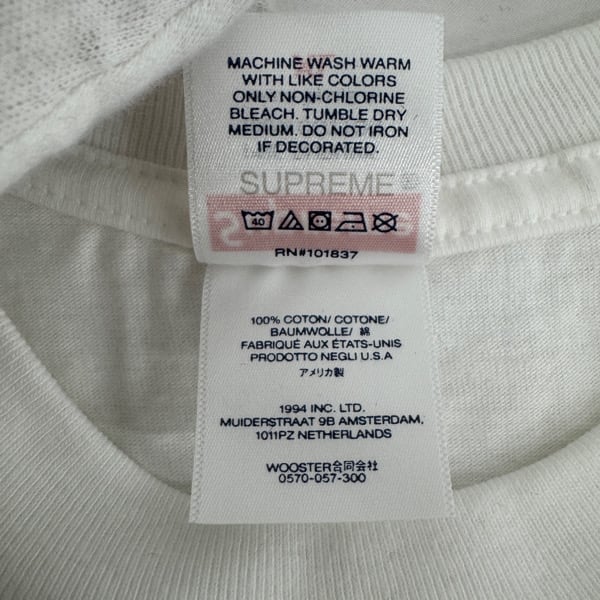 MACHINE WASH WARM
WITH LIKE COLORS
ONLY NON-CHLORINE
BLEACH. TUMBLE DRY
MEDIUM. DO NOT IRON
IF DECORATED.
SUPREME
40
RN#101837
100% COTON/ COTONE/
BAUMWOLLE/ 綿
FABRIQUÉ AUX ÉTATS-UNIS
PRODOTTO NEGLI U.S.A
アメリカ製
1994 INC. LTD.
MUIDERSTRAAT 9B AMSTERDAM,
1011PZ NETHERLANDS
WOOSTER合同会社
0570-057-300